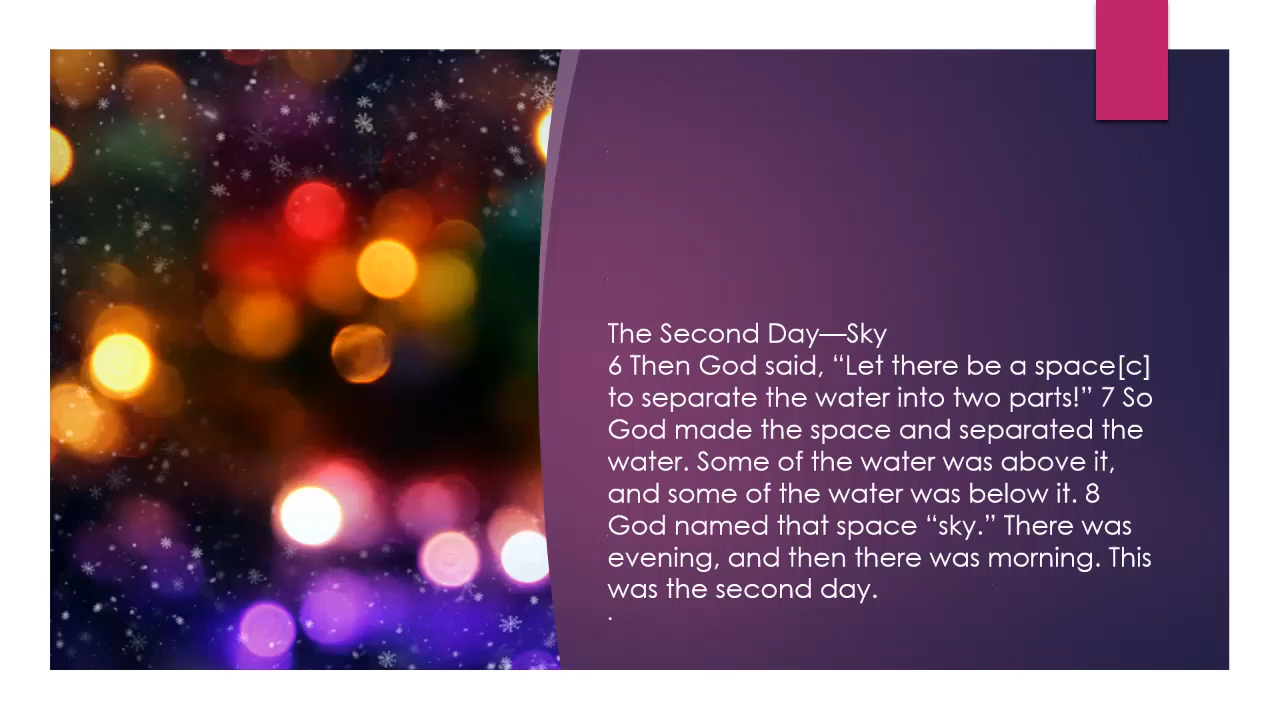 The Second Day—Sky
6 Then God said, “Let there be a space[c]
to separate the water into two parts!” 7 So
God made the space and separated the
water. Some of the water was above it,
and some of the water was below it. 8
God named that space “sky.” There was
evening, and then there was morning. This
was the second day.
.